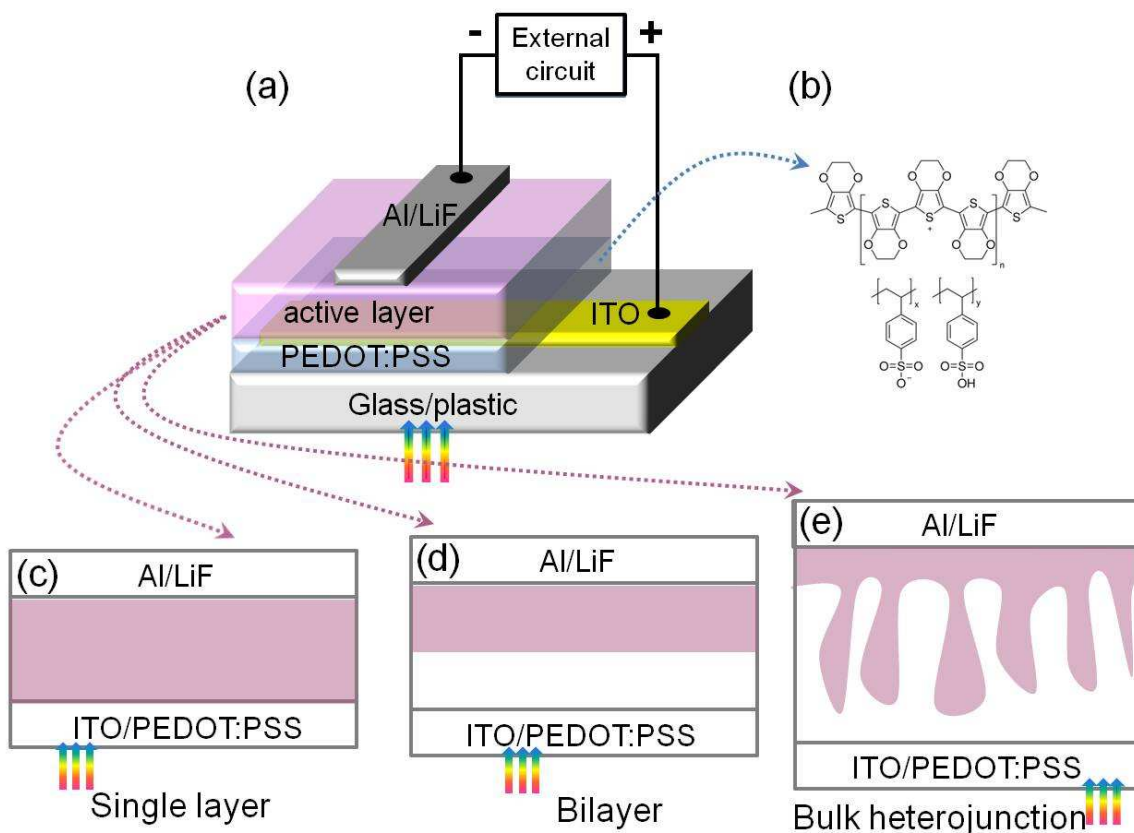 (a)
-
External
circuit
+
(b)
Al/LiF
active layer
ITO
PEDOT:PSS
Glass/plastic
O O O O O O
S S S S S
+
O O O O
n
x y
O=S=O O=S=O
O⁻ OH
(c)
Al/LiF
ITO/PEDOT:PSS
Single layer
(d)
Al/LiF
ITO/PEDOT:PSS
Bilayer
(e)
Al/LiF
ITO/PEDOT:PSS
Bulk heterojunction